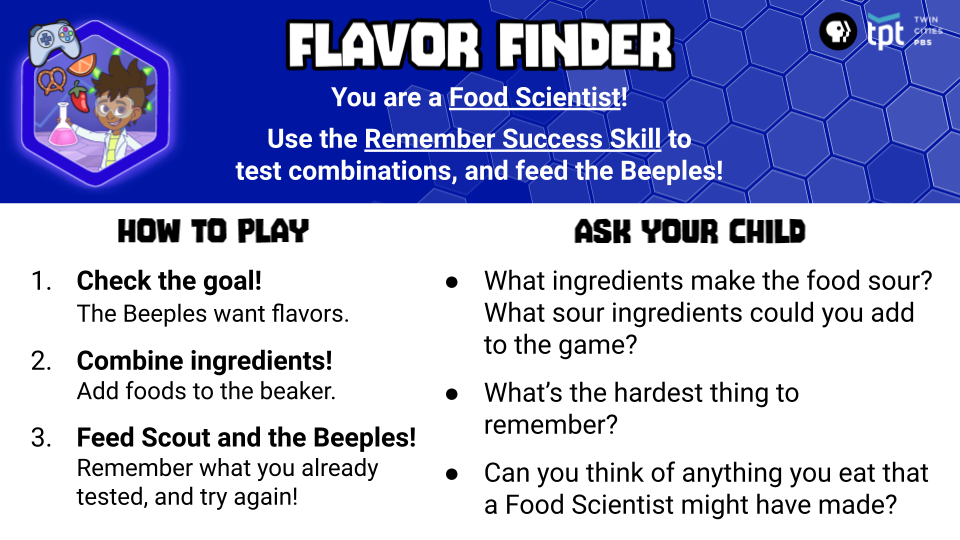 FLAVOR FINDER
tpt
TWIN
CITIES
PBS
You are a Food Scientist!
Use the Remember Success Skill to
test combinations, and feed the Beeples!
HOW TO PLAY
1. Check the goal!
The Beeples want flavors.
2. Combine ingredients!
Add foods to the beaker.
3. Feed Scout and the Beeples!
Remember what you already
tested, and try again!
ASK YOUR CHILD
● What ingredients make the food sour?
What sour ingredients could you add
to the game?
● What’s the hardest thing to
remember?
● Can you think of anything you eat that
a Food Scientist might have made?